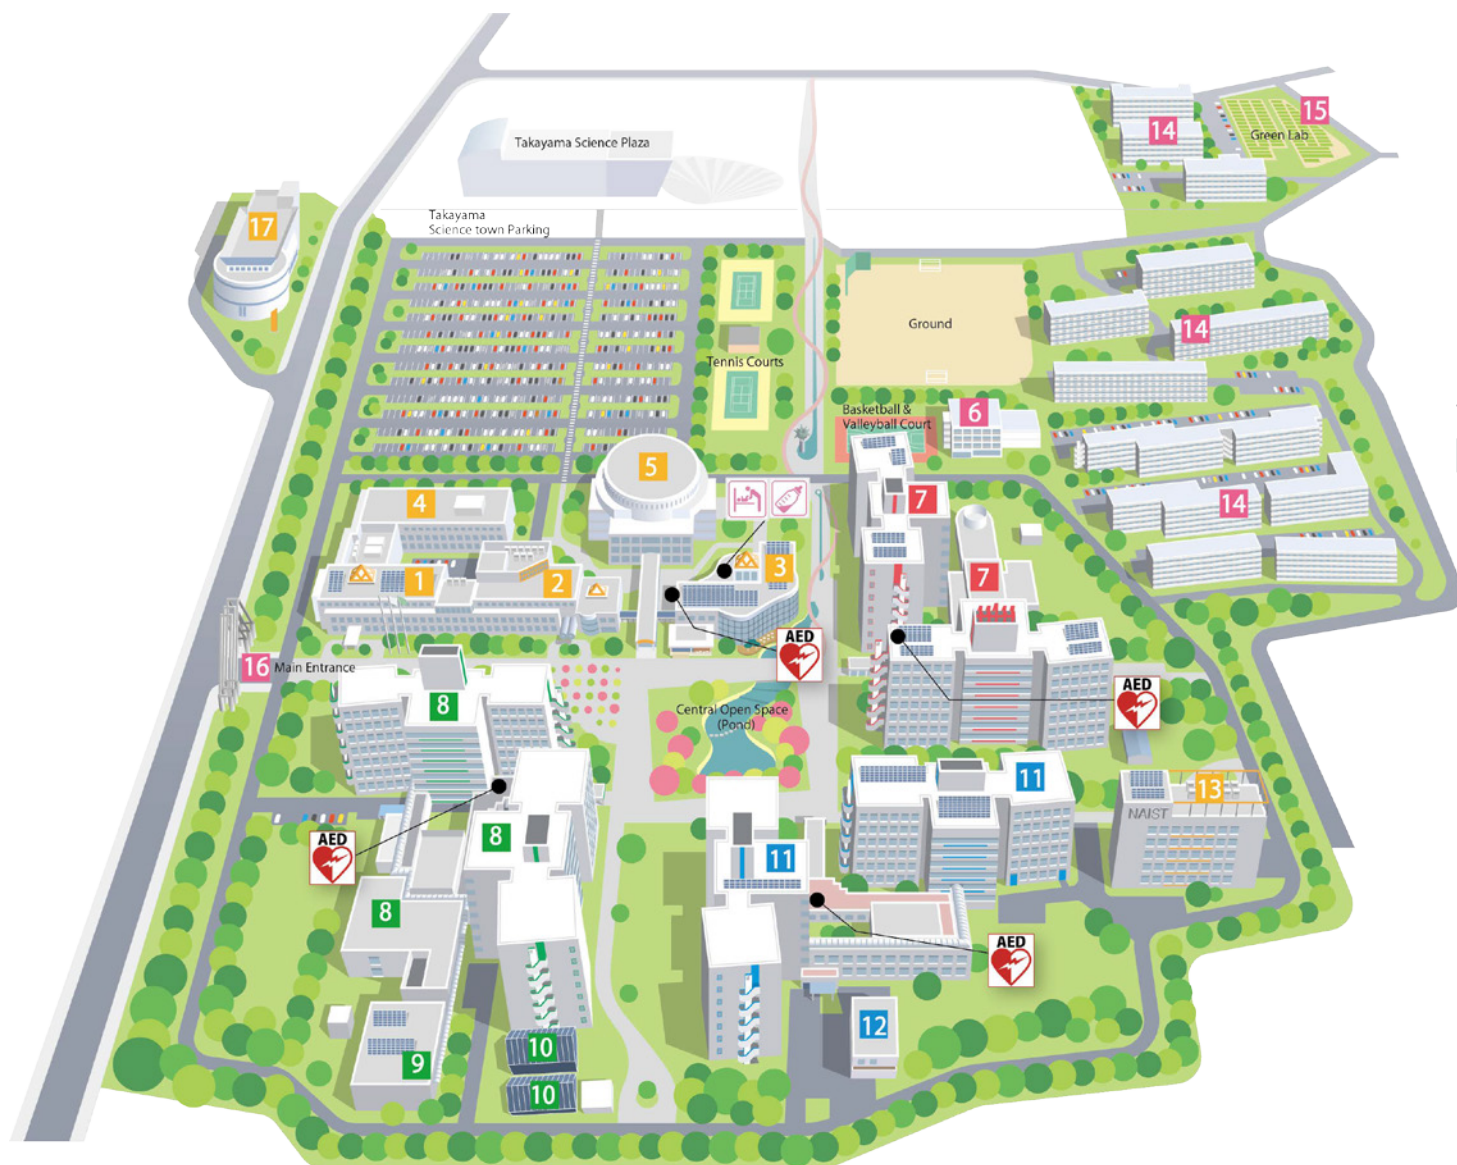 15
14
Green Lab
Takayama Science Plaza
17
Takayama
Science town Parking
Ground
14
Tennis Courts
Basketball &
Valleyball Court
6
5
4
7
14
1
2
3
7
AED
16
Main Entrance
AED
8
Central Open Space
(Pond)
11
13
NAIST
AED
8
11
8
AED
12
9
10
10